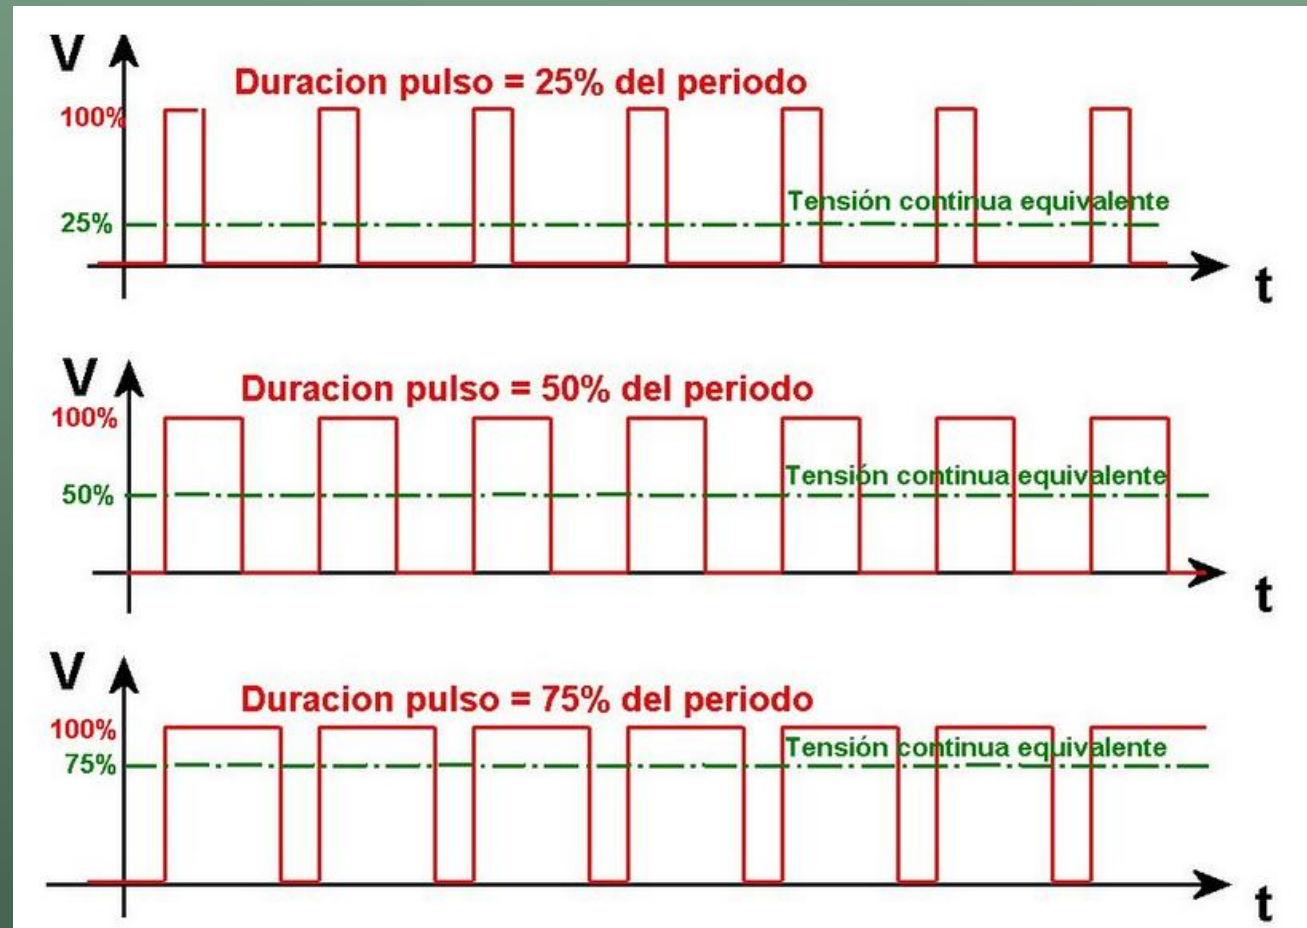 V
Duracion pulso = 25% del periodo
100%
Tensión continua equivalente
25%
t
V
Duracion pulso = 50% del periodo
100%
Tensión continua equivalente
50%
t
V
Duracion pulso = 75% del periodo
100%
Tensión continua equivalente
75%
t